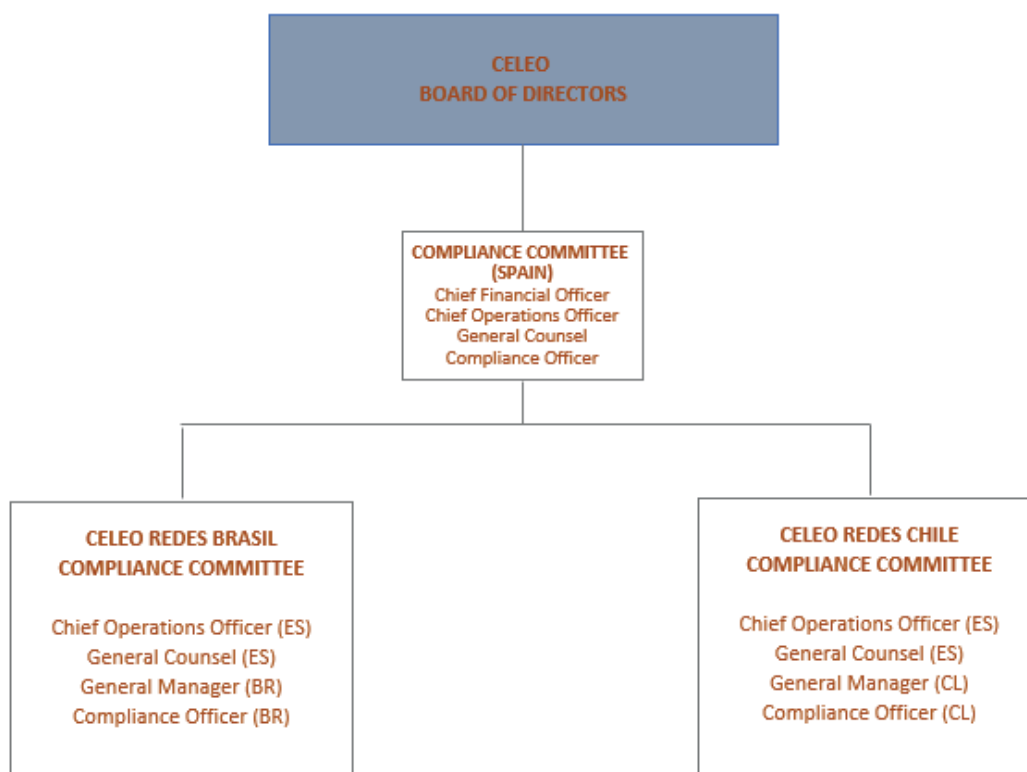 CELEO
BOARD OF DIRECTORS
COMPLIANCE COMMITTEE
(SPAIN)
Chief Financial Officer
Chief Operations Officer
General Counsel
Compliance Officer
CELEO REDES BRASIL
COMPLIANCE COMMITTEE
Chief Operations Officer (ES)
General Counsel (ES)
General Manager (BR)
Compliance Officer (BR)
CELEO REDES CHILE
COMPLIANCE COMMITTEE
Chief Operations Officer (ES)
General Counsel (ES)
General Manager (CL)
Compliance Officer (CL)